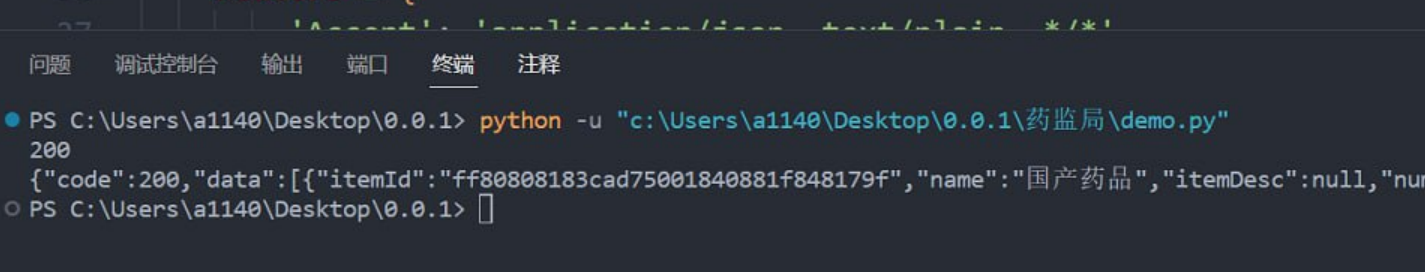 27 'Accept': 'application/json, text/plain, */*'
问题 调试控制台 输出 端口 终端 注释
PS C:\Users\a1140\Desktop\0.0.1> python -u "c:\Users\a1140\Desktop\0.0.1\药监局\demo.py"
200
{"code":200,"data":[{"itemId":"ff80808183cad75001840881f848179f","name":"国产药品","itemDesc":null,"num
PS C:\Users\a1140\Desktop\0.0.1>